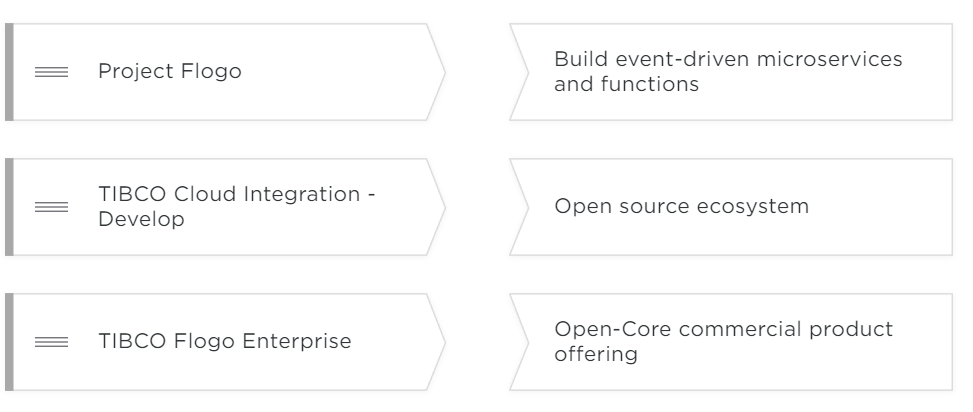 Project Flogo
Build event-driven microservices
and functions
TIBCO Cloud Integration -
Develop
Open source ecosystem
TIBCO Flogo Enterprise
Open-Core commercial product
offering